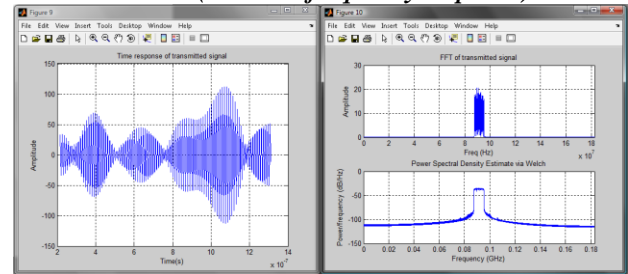 Figure 9
File Edit View Insert Tools Desktop Window Help
Time response of transmitted signal
150
100
50
0
-50
-100
-150
Amplitude
2 4 6 8 10 12 14
Time(s)
x 10^-7
Figure 10
File Edit View Insert Tools Desktop Window Help
FFT of transmitted signal
30
20
10
0
Amplitude
0 2 4 6 8 10 12 14 16 18
Freq (Hz)
x 10^7
Power Spectral Density Estimate via Welch
0
-50
-100
-150
Power/frequency (dB/Hz)
0 0.02 0.04 0.06 0.08 0.1 0.12 0.14 0.16 0.18
Frequency (GHz)